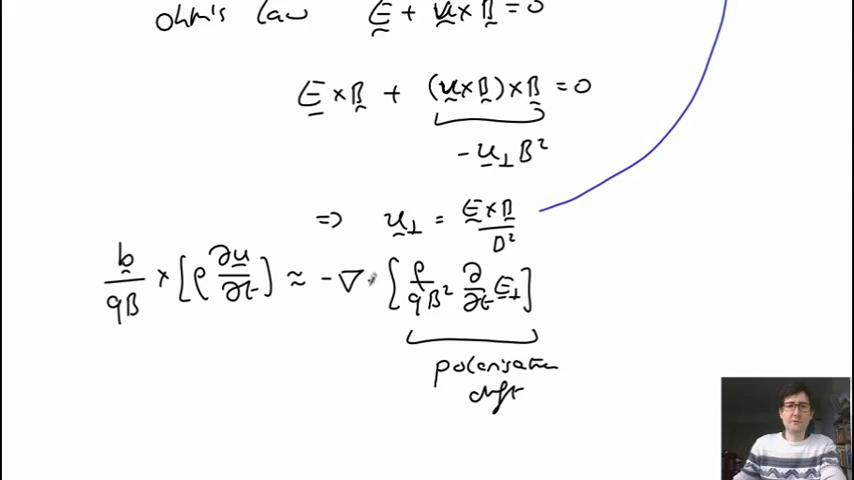 ohm's law E + u × B = 0
E × B + (u × B) × B = 0
- u⊥ B²
⇒ u⊥ = E × B / B²
b / qB × [ρ ∂u/∂t] ≈ -∇· [ρ / qB² ∂/∂t E⊥]
polarisation
drift